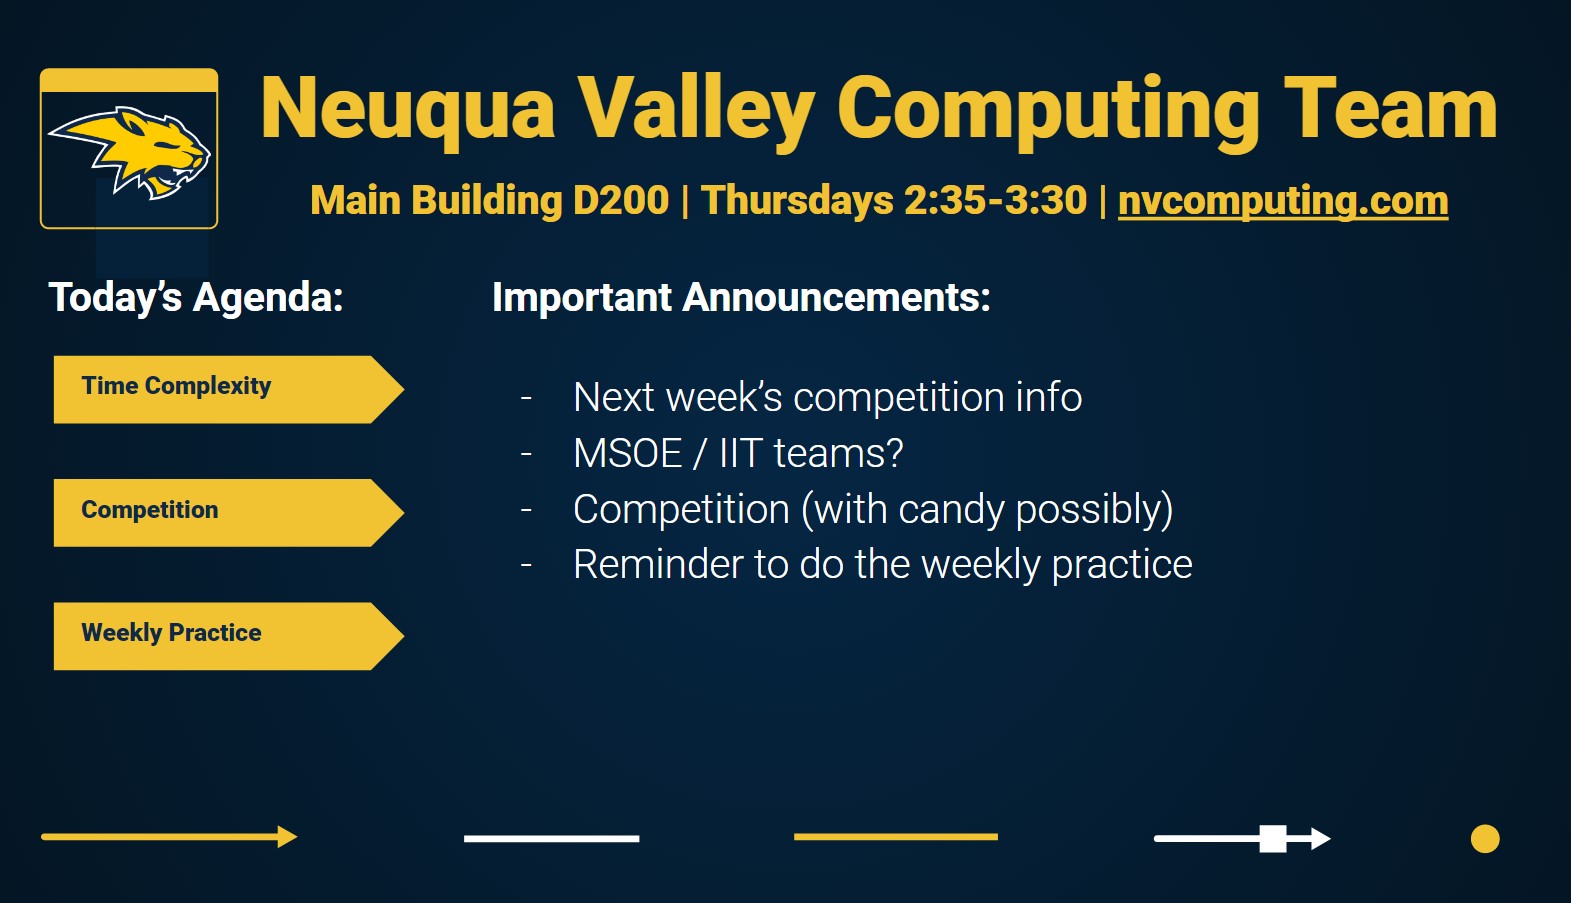 Neuqua Valley Computing Team
Main Building D200 | Thursdays 2:35-3:30 | nvcomputing.com
Today’s Agenda:
Time Complexity
Competition
Weekly Practice
Important Announcements:
- Next week’s competition info
- MSOE / IIT teams?
- Competition (with candy possibly)
- Reminder to do the weekly practice